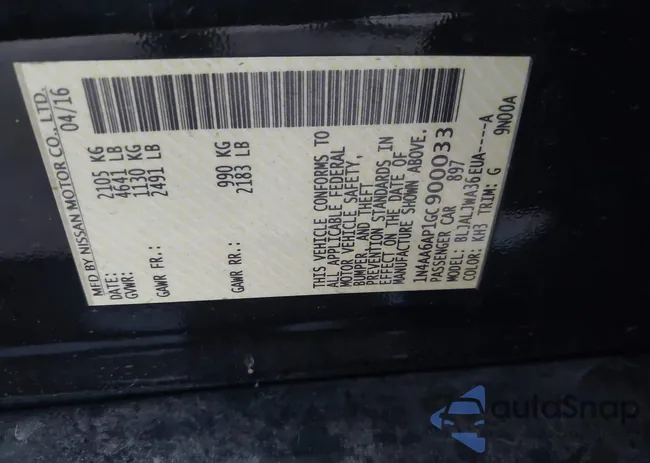 MFD BY NISSAN MOTOR CO., LTD.
DATE: 04/16
GVWR: 2105 KG
4641 LB
GAWR FR.: 1130 KG
2491 LB
GAWR RR.: 990 KG
2183 LB
THIS VEHICLE CONFORMS TO
ALL APPLICABLE FEDERAL
MOTOR VEHICLE SAFETY,
BUMPER, AND THEFT
PREVENTION STANDARDS IN
EFFECT ON THE DATE OF
MANUFACTURE SHOWN ABOVE.
1N4AA6AP1GC900033
PASSENGER CAR 897
MODEL: BLJALJWA36EUA----A
COLOR: KH3 TRIM: G 9N00A
autoSnap